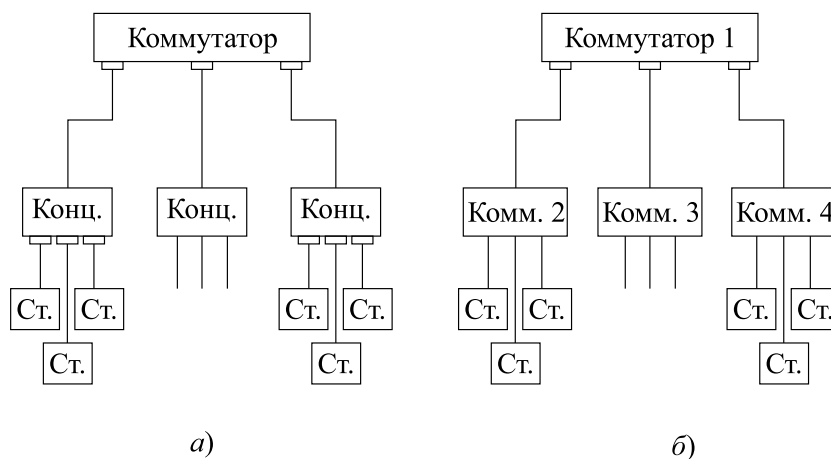 Коммутатор
Коммутатор 1
Конц.
Конц.
Конц.
Комм. 2
Комм. 3
Комм. 4
Ст.
Ст.
Ст.
Ст.
Ст.
Ст.
Ст.
Ст.
Ст.
Ст.
Ст.
Ст.
а)
б)